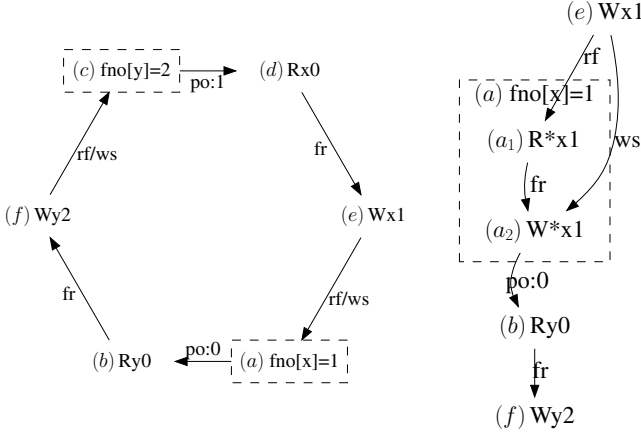 (c) fno[y]=2
po:1
(d) Rx0
rf/ws
fr
(f) Wy2
(e) Wx1
fr
rf/ws
(b) Ry0
po:0
(a) fno[x]=1
(e) Wx1
rf
(a) fno[x]=1
(a₁) R*x1
ws
fr
(a₂) W*x1
po:0
(b) Ry0
fr
(f) Wy2